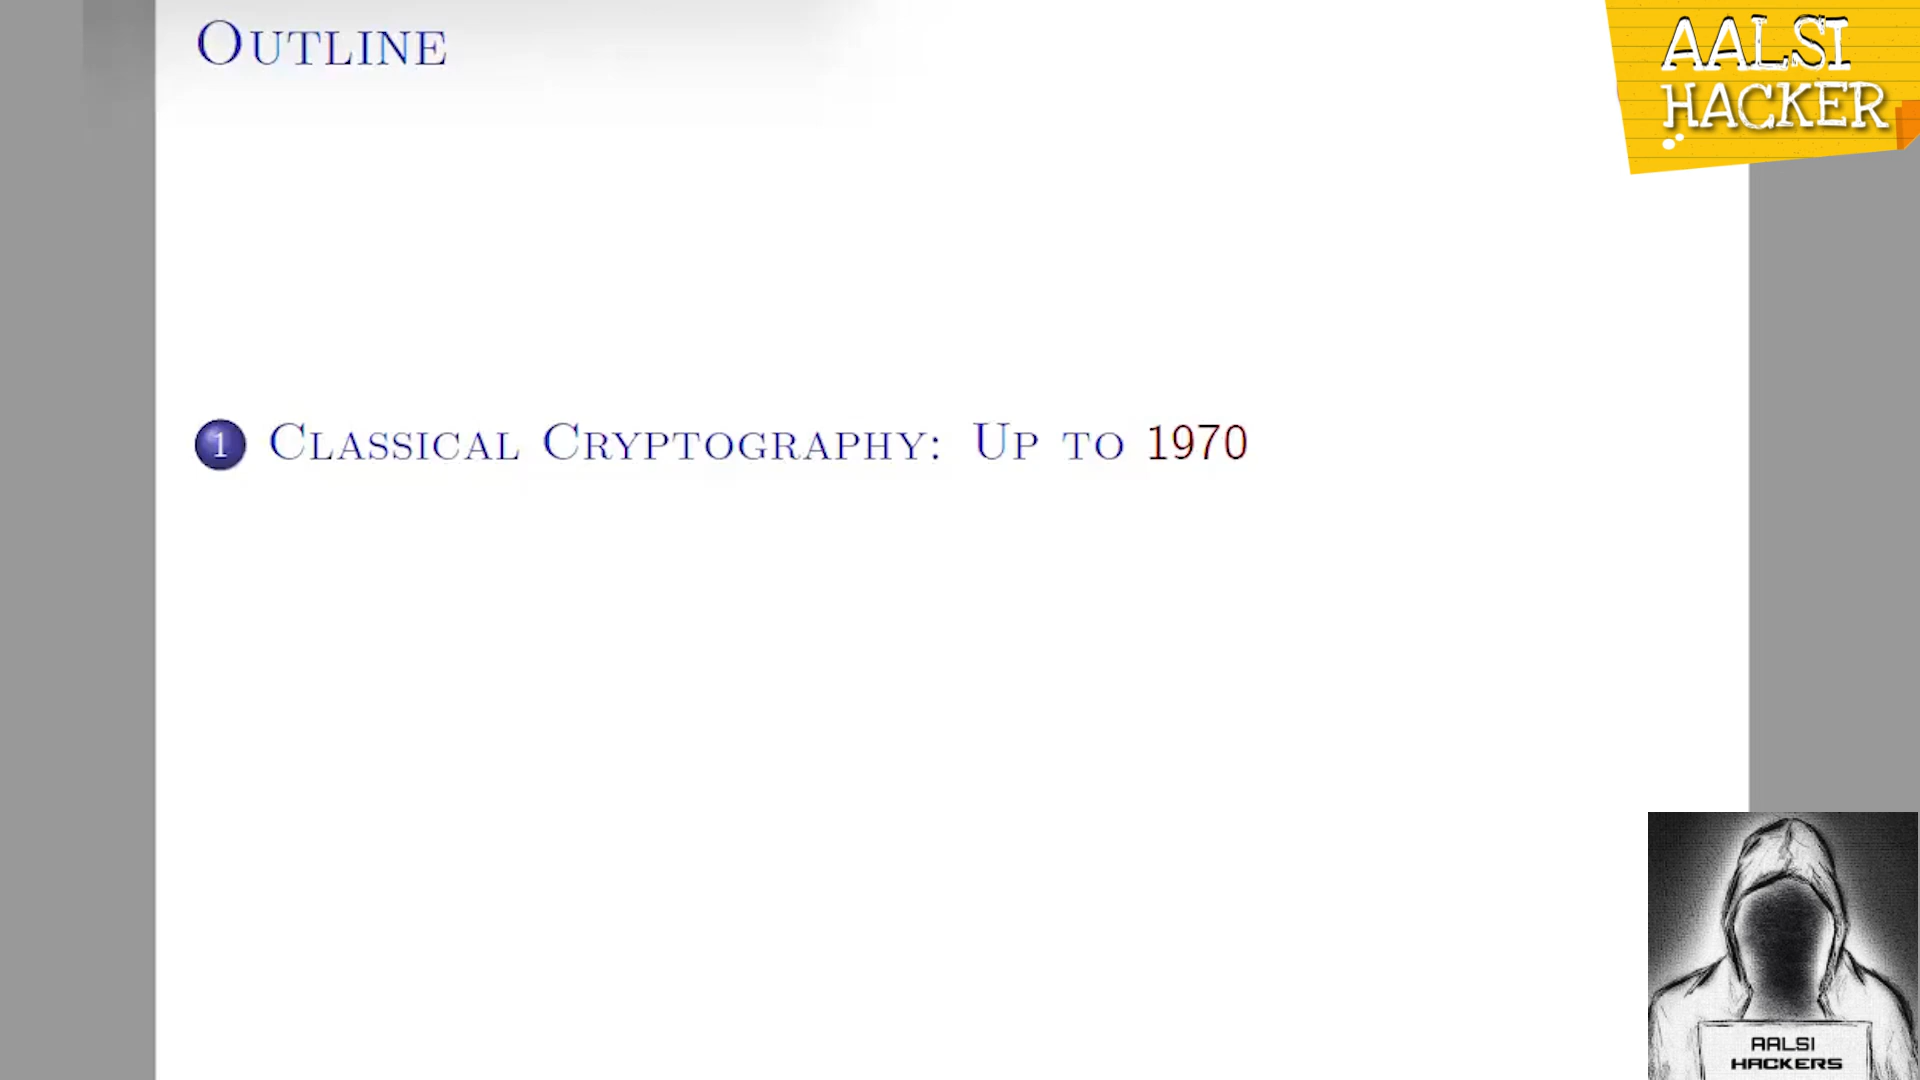 OUTLINE
AALSI
HACKER
1 CLASSICAL CRYPTOGRAPHY: UP TO 1970
AALSI
HACKERS